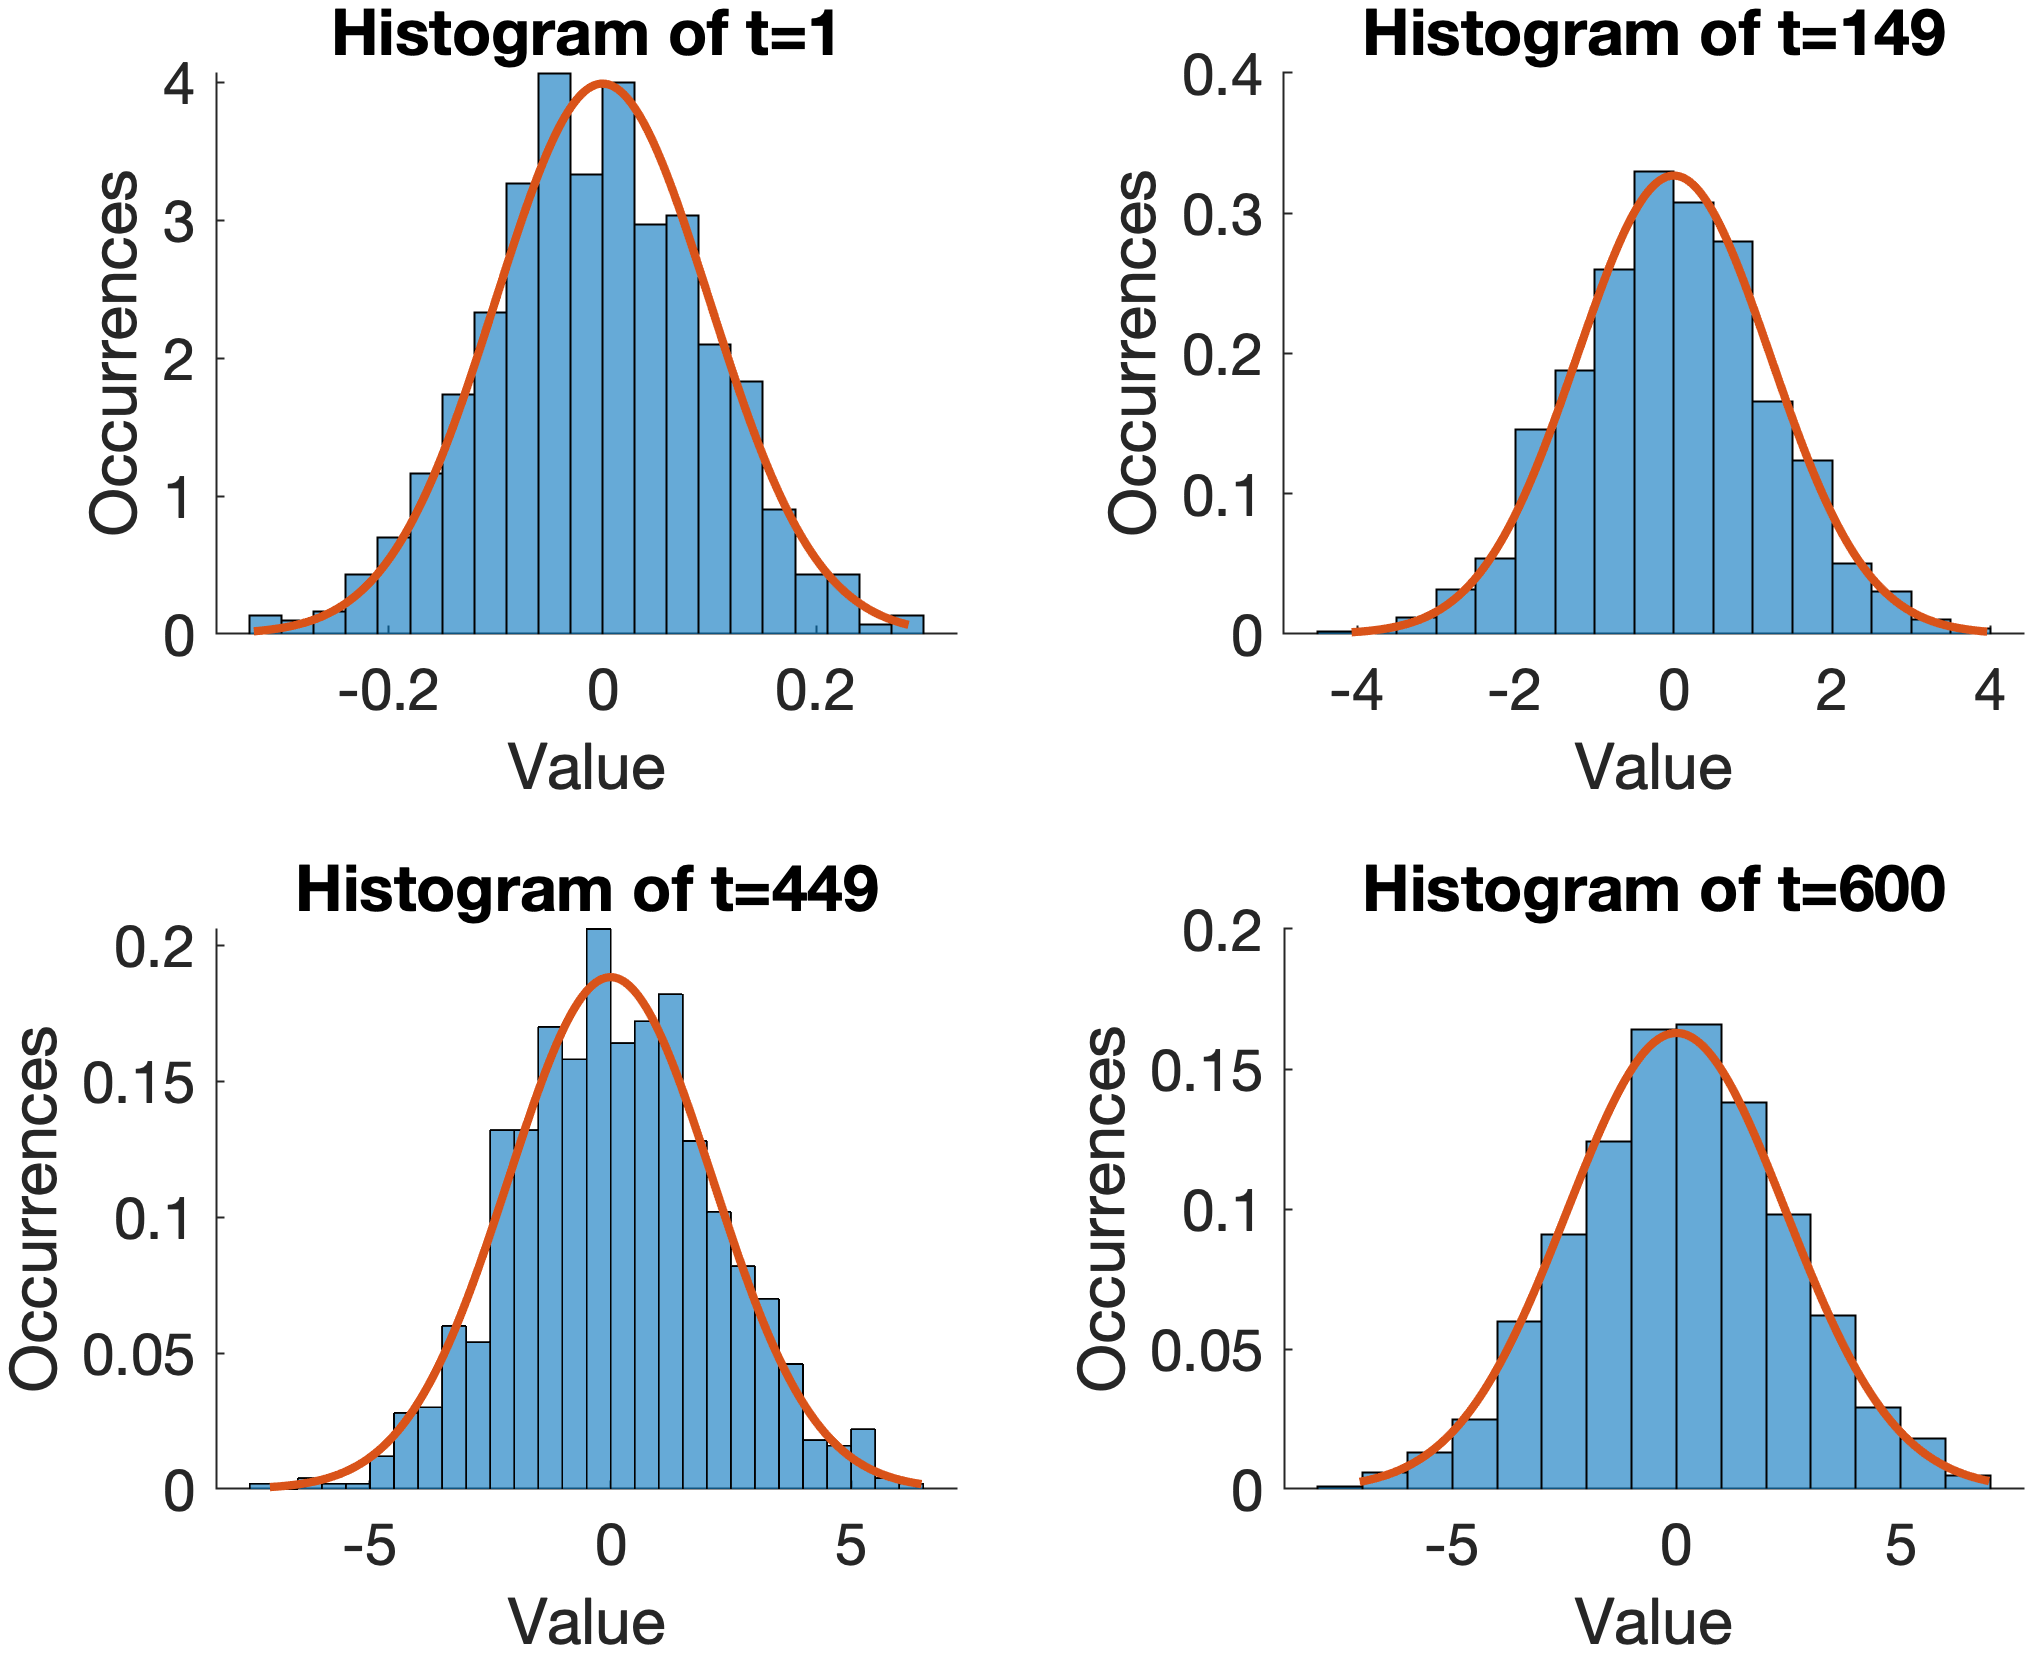 Histogram of t=1
Occurrences
4
3
2
1
0
-0.2 0 0.2
Value
Histogram of t=149
Occurrences
0.4
0.3
0.2
0.1
0
-4 -2 0 2 4
Value
Histogram of t=449
Occurrences
0.2
0.15
0.1
0.05
0
-5 0 5
Value
Histogram of t=600
Occurrences
0.2
0.15
0.1
0.05
0
-5 0 5
Value